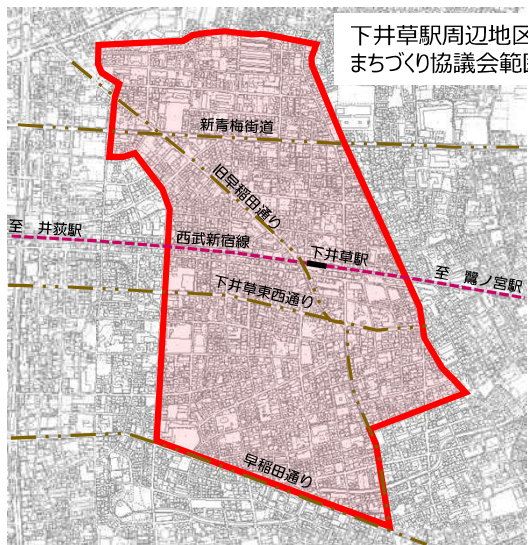 下井草駅周辺地区
まちづくり協議会範囲
新青梅街道
旧早稲田通り
至 井荻駅
西武新宿線
下井草駅
至 鷺ノ宮駅
下井草東西通り
早稲田通り